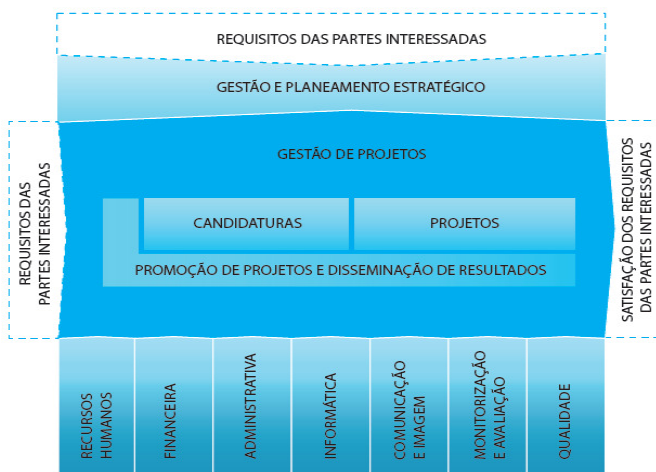 REQUISITOS DAS PARTES INTERESSADAS
GESTÃO E PLANEAMENTO ESTRATÉGICO
REQUISITOS DAS
PARTES INTERESSADAS
GESTÃO DE PROJETOS
CANDIDATURAS
PROJETOS
PROMOÇÃO DE PROJETOS E DISSEMINAÇÃO DE RESULTADOS
SATISFAÇÃO DOS REQUISITOS
DAS PARTES INTERESSADAS
RECURSOS
HUMANOS
FINANCEIRA
ADMINISTRATIVA
INFORMÁTICA
COMUNICAÇÃO
E IMAGEM
MONITORIZAÇÃO
E AVALIAÇÃO
QUALIDADE